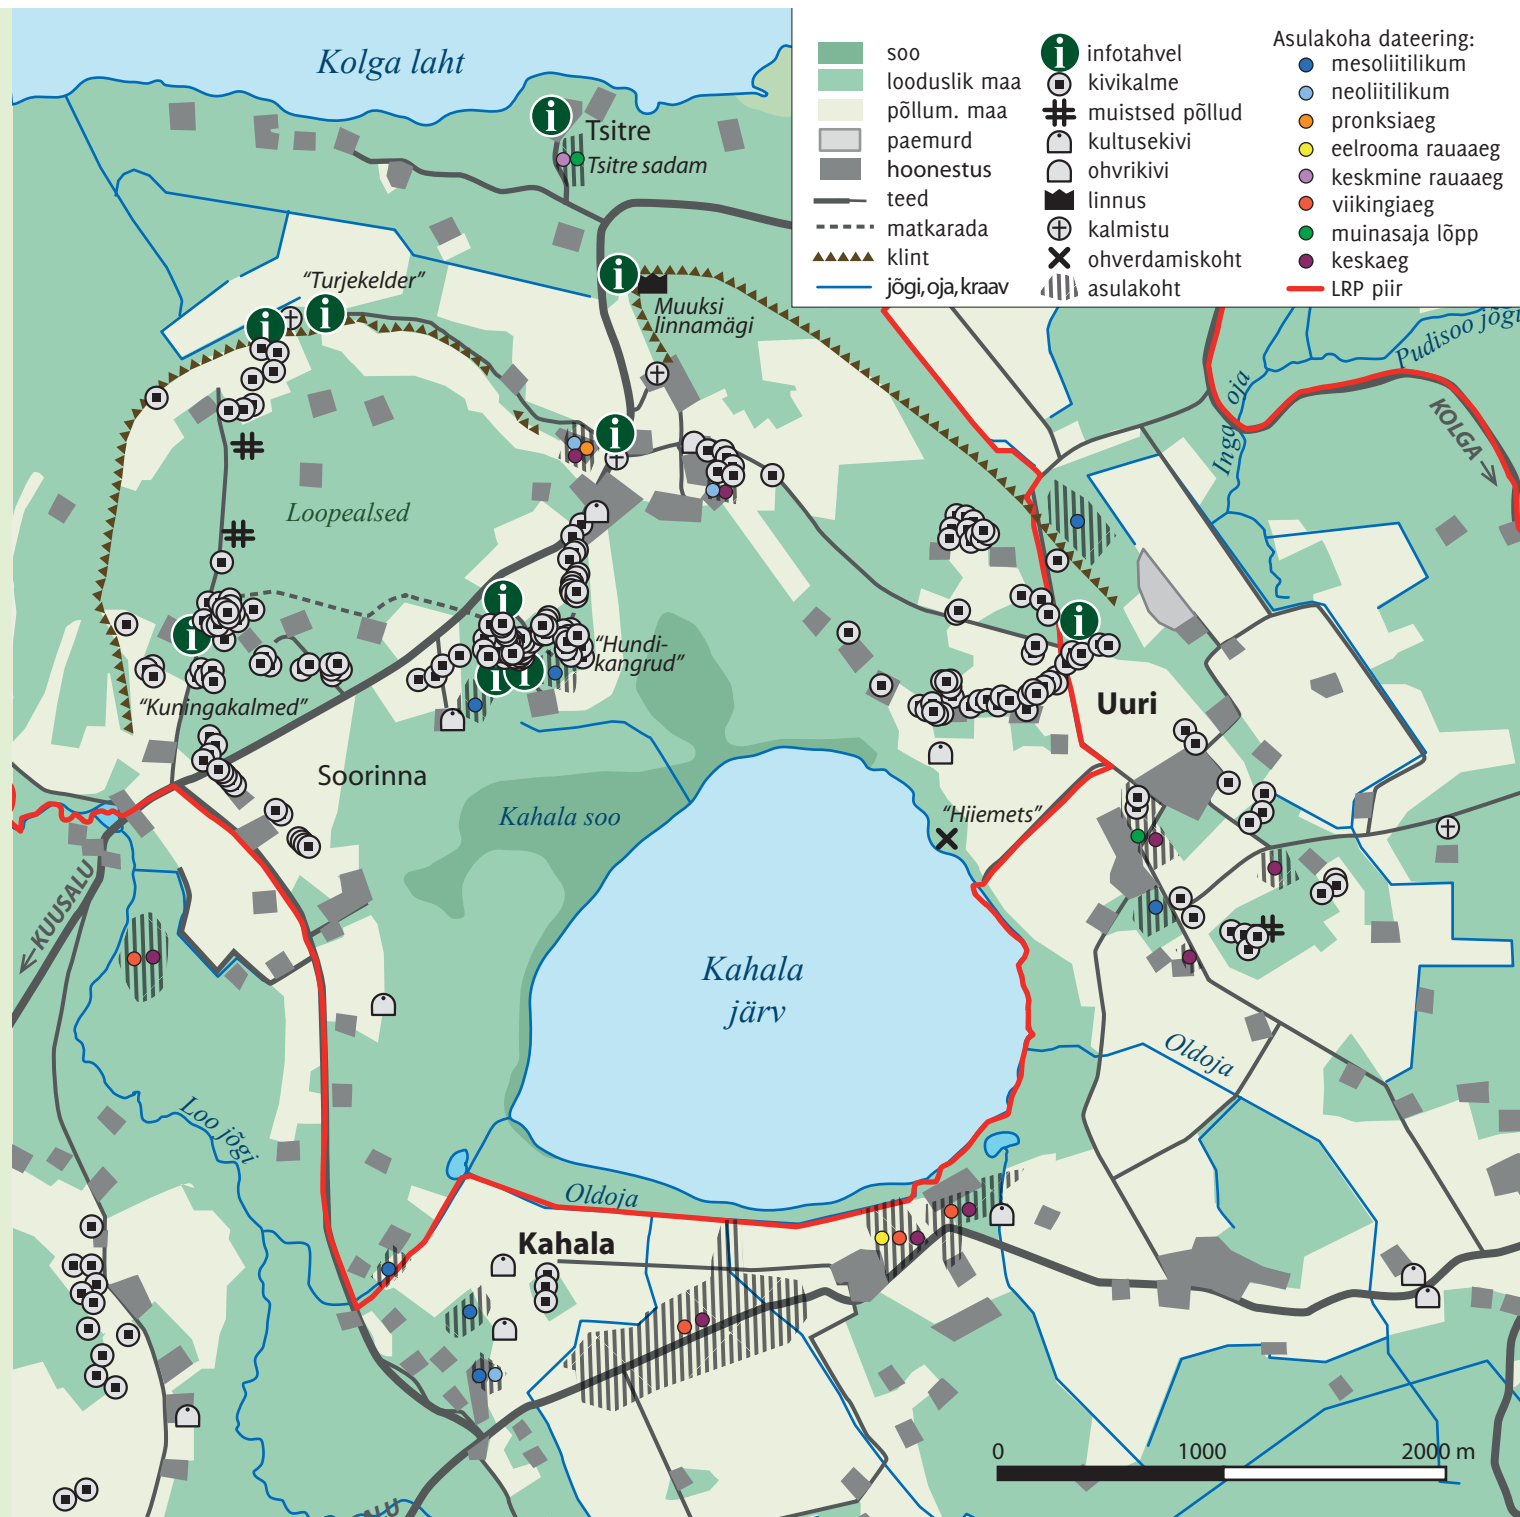 Kolga laht
Tsitre
Tsitre sadam
soo
looduslik maa
põllum. maa
paemurd
hoonestus
teed
matkarada
klint
jõgi, oja, kraav
infotahvel
kivikalme
muistsed põllud
kultusekivi
ohvrikivi
linnus
kalmistu
ohverdamiskoht
asulakoht
Asulakoha dateering:
mesoliitilikum
neoliitilikum
pronksiaeg
eelrooma rauaaeg
keskmine rauaaeg
viikingiaeg
muinasaja lõpp
keskaeg
LRP piir
"Turjekelder"
Muuksi
linnamägi
Pudisoo jõgi
Inga oja
KOLGA
Loopealsed
"Hundi-
kangrud"
"Kuningakalmed"
Uuri
Soorinna
Kahala soo
"Hiiemets"
KUUSALU
Kahala
järv
Oldoja
Loo jõgi
Oldoja
Kahala
0 1000 2000 m
ALU